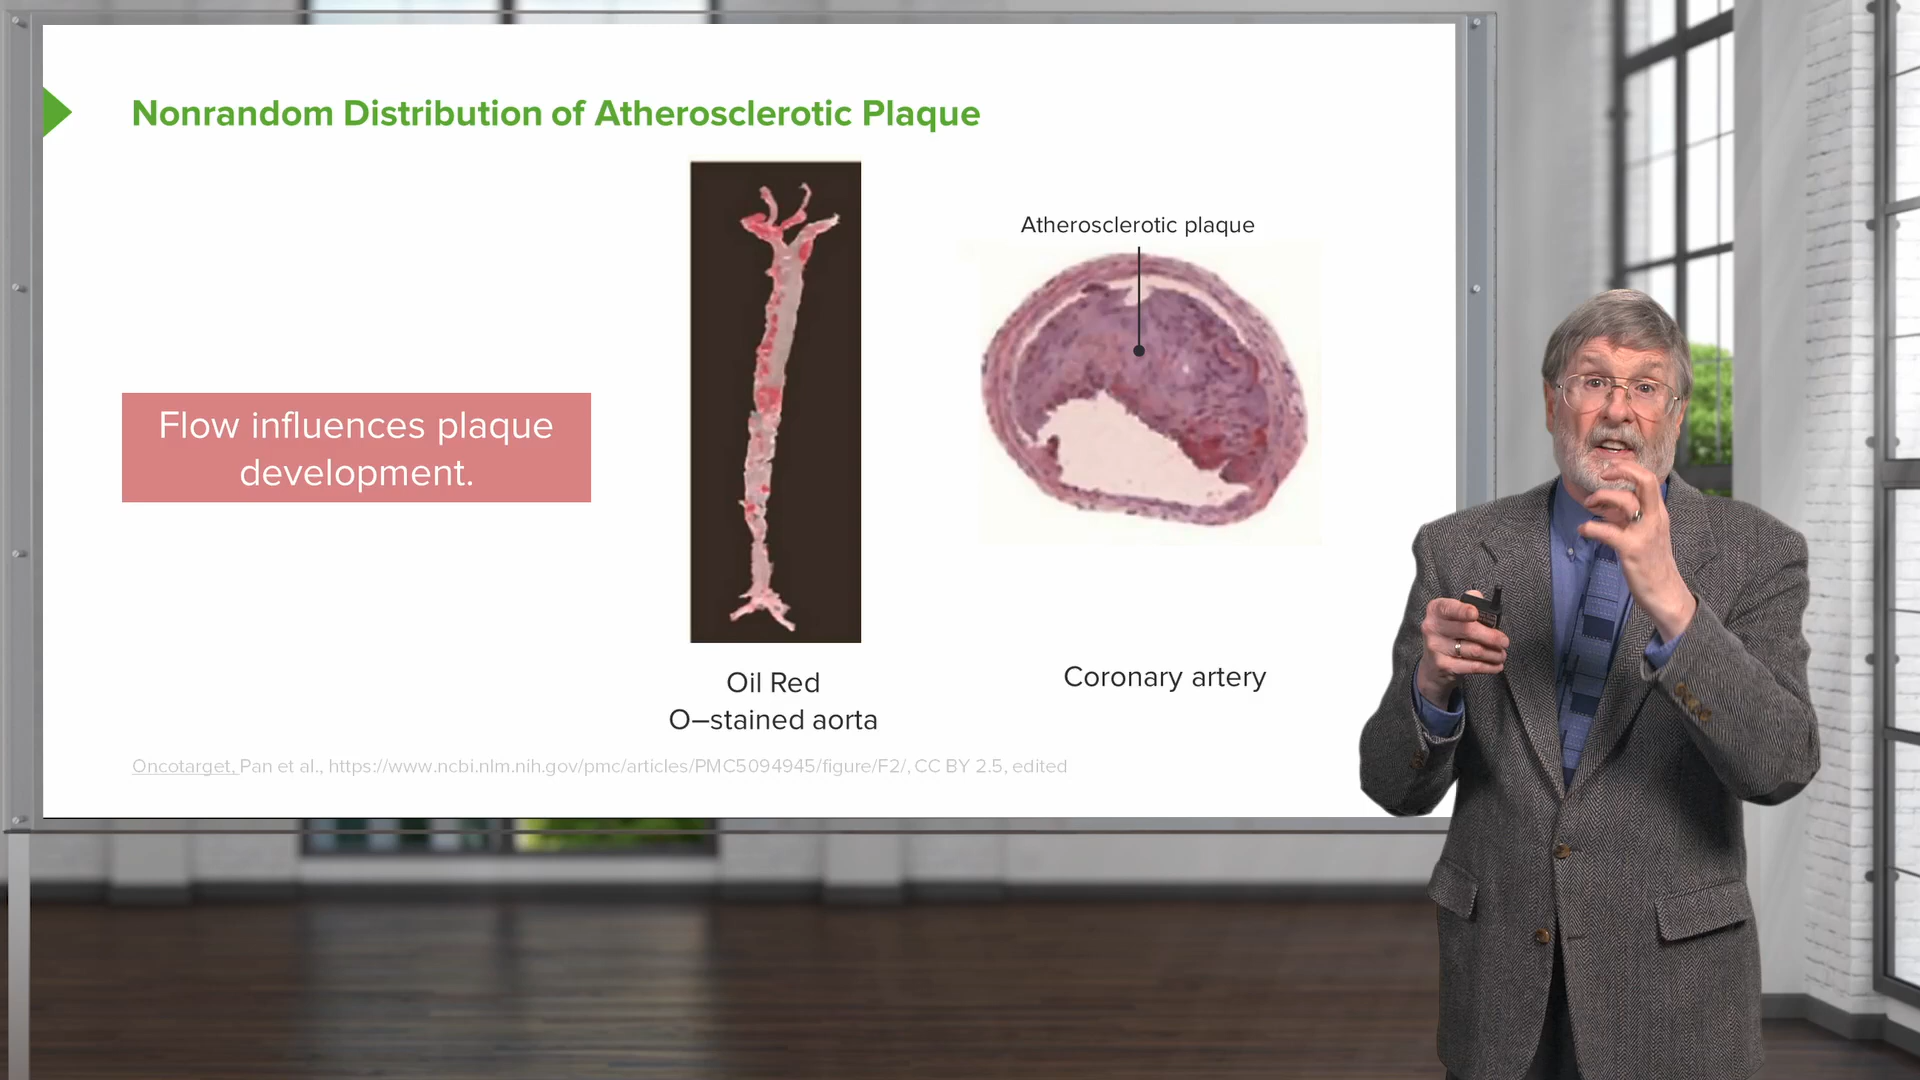 Nonrandom Distribution of Atherosclerotic Plaque
Atherosclerotic plaque
Flow influences plaque
development.
Oil Red
O–stained aorta
Coronary artery
Oncotarget, Pan et al., https://www.ncbi.nlm.nih.gov/pmc/articles/PMC5094945/figure/F2/, CC BY 2.5, edited